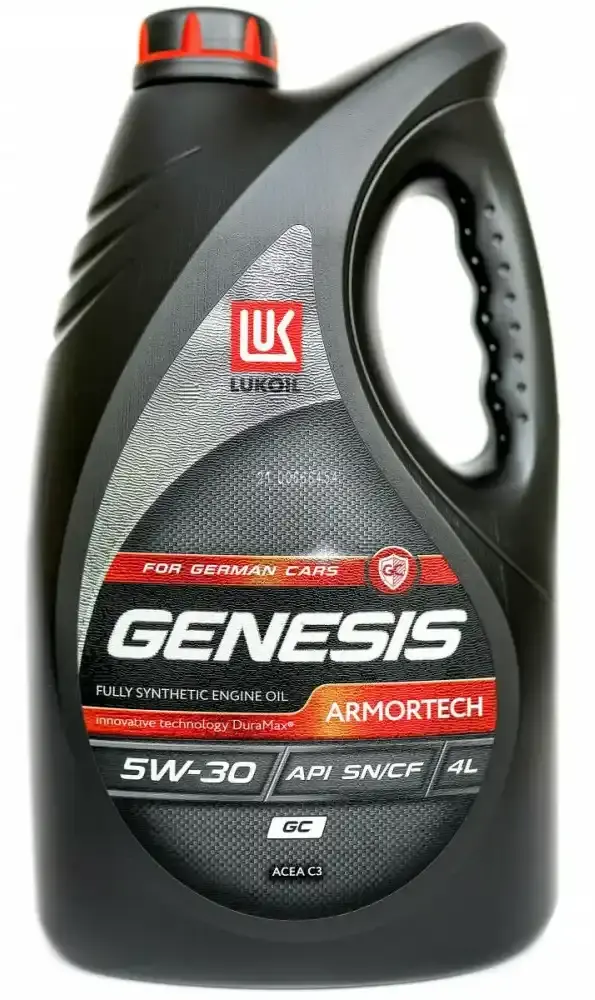 LUK
LUKOIL
FOR GERMAN CARS
GC
GENESIS
FULLY SYNTHETIC ENGINE OIL
ARMORTECH
innovative technology DuraMax®
5W-30 API SN/CF 4L
GC
ACEA C3